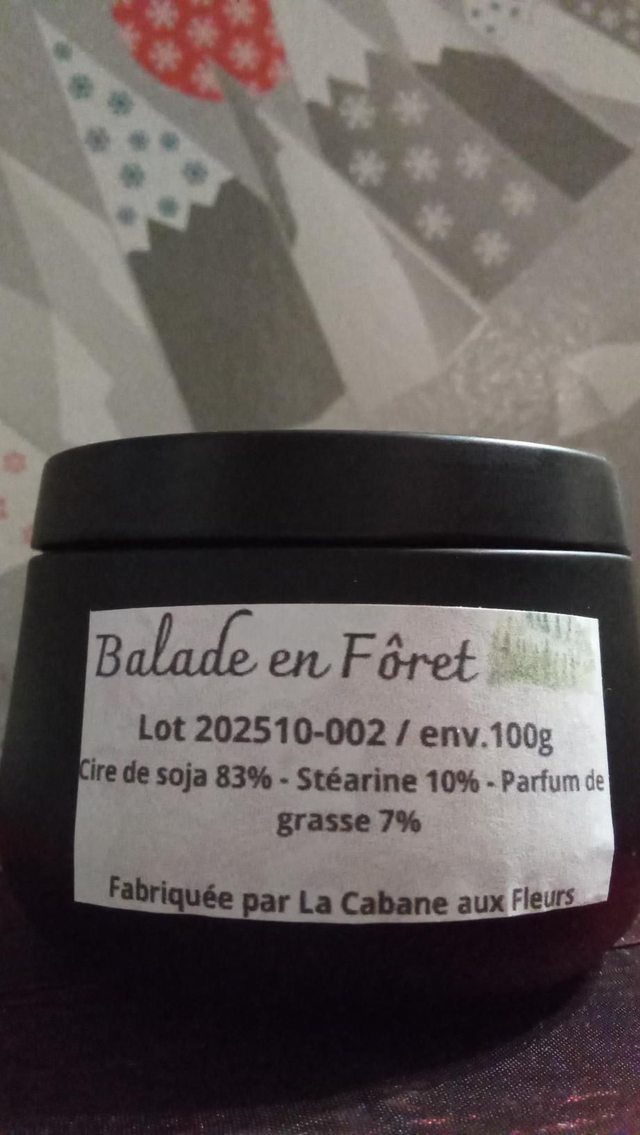 Balade en Fôret
Lot 202510-002 / env.100g
Cire de soja 83% - Stéarine 10% - Parfum de
grasse 7%
Fabriquée par La Cabane aux Fleurs